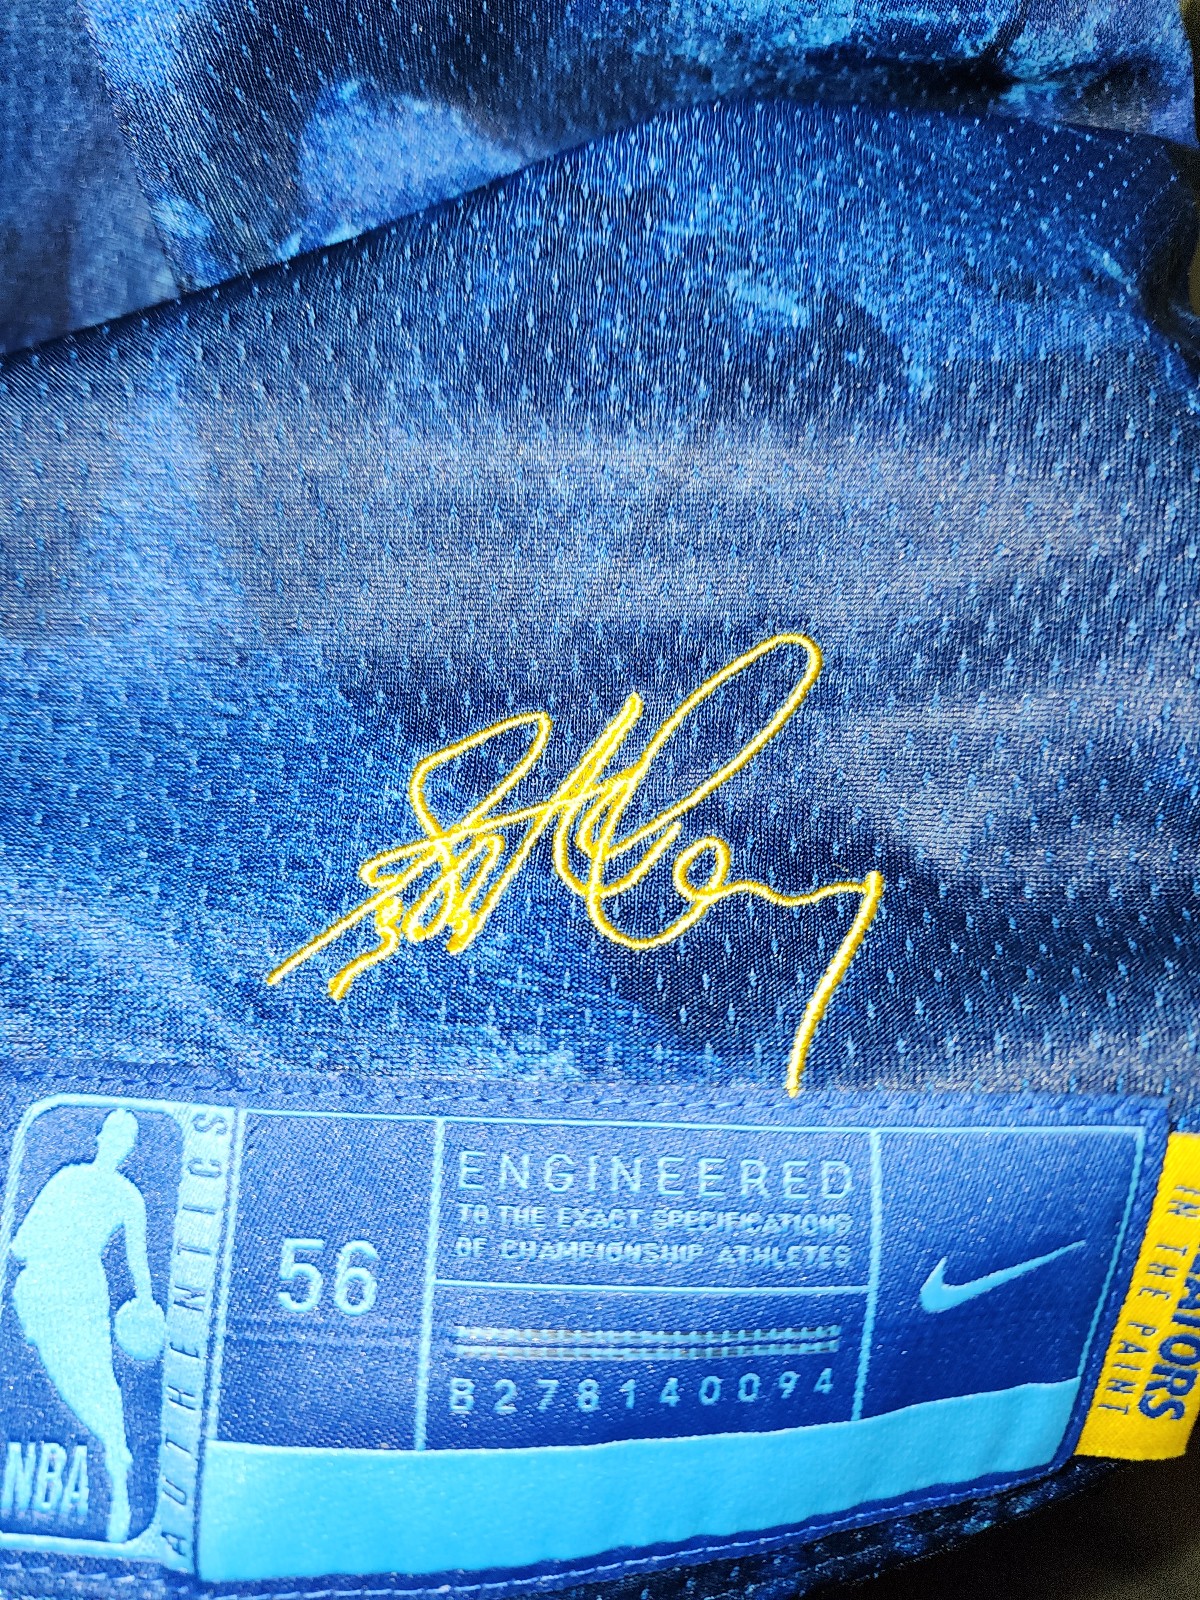 NBA
AUTHENTICS
56
ENGINEERED
TO THE EXACT SPECIFICATIONS
OF CHAMPIONSHIP ATHLETES
B278140094
IN THE PAINT